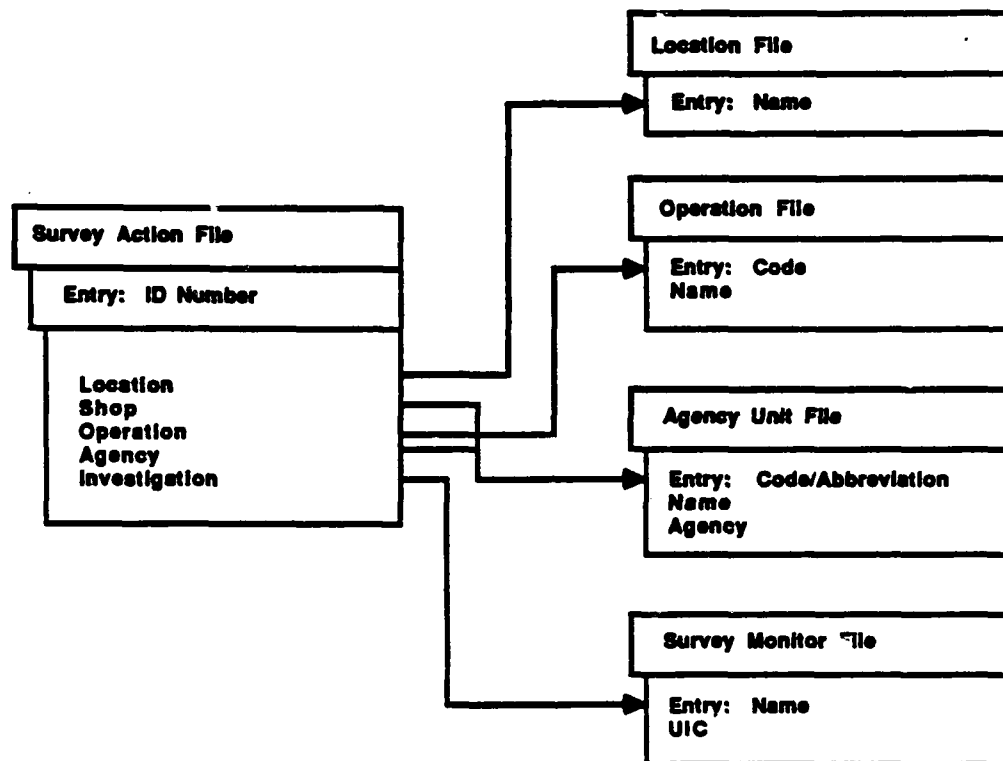 Location File
Entry: Name
Operation File
Entry: Code
Name
Survey Action File
Entry: ID Number
Location
Shop
Operation
Agency
Investigation
Agency Unit File
Entry: Code/Abbreviation
Name
Agency
Survey Monitor File
Entry: Name
UIC